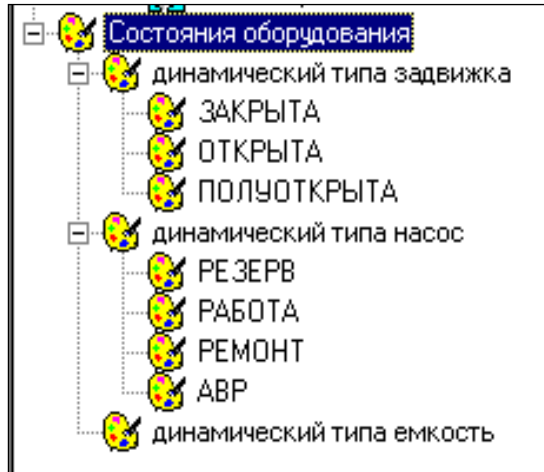 Состояния оборудования
динамический типа задвижка
ЗАКРЫТА
ОТКРЫТА
ПОЛУОТКРЫТА
динамический типа насос
РЕЗЕРВ
РАБОТА
РЕМОНТ
АВР
динамический типа емкость